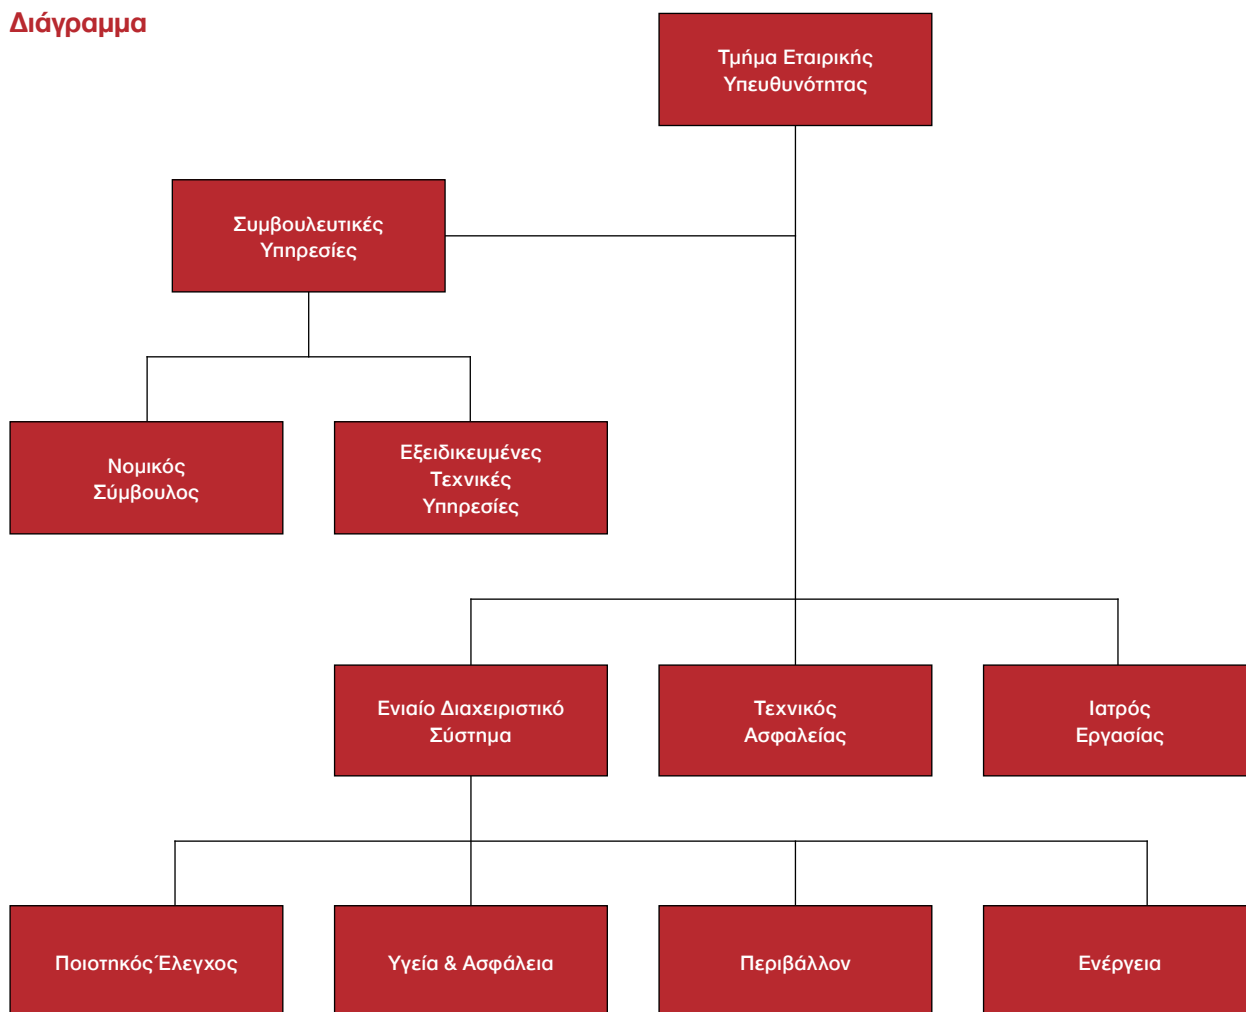 Διάγραμμα
Τμήμα Εταιρικής
Υπευθυνότητας
Συμβουλευτικές
Υπηρεσίες
Νομικός
Σύμβουλος
Εξειδικευμένες
Τεχνικές
Υπηρεσίες
Ενιαίο Διαχειριστικό
Σύστημα
Τεχνικός
Ασφαλείας
Ιατρός
Εργασίας
Ποιοτηκός Έλεγχος
Υγεία & Ασφάλεια
Περιβάλλον
Ενέργεια